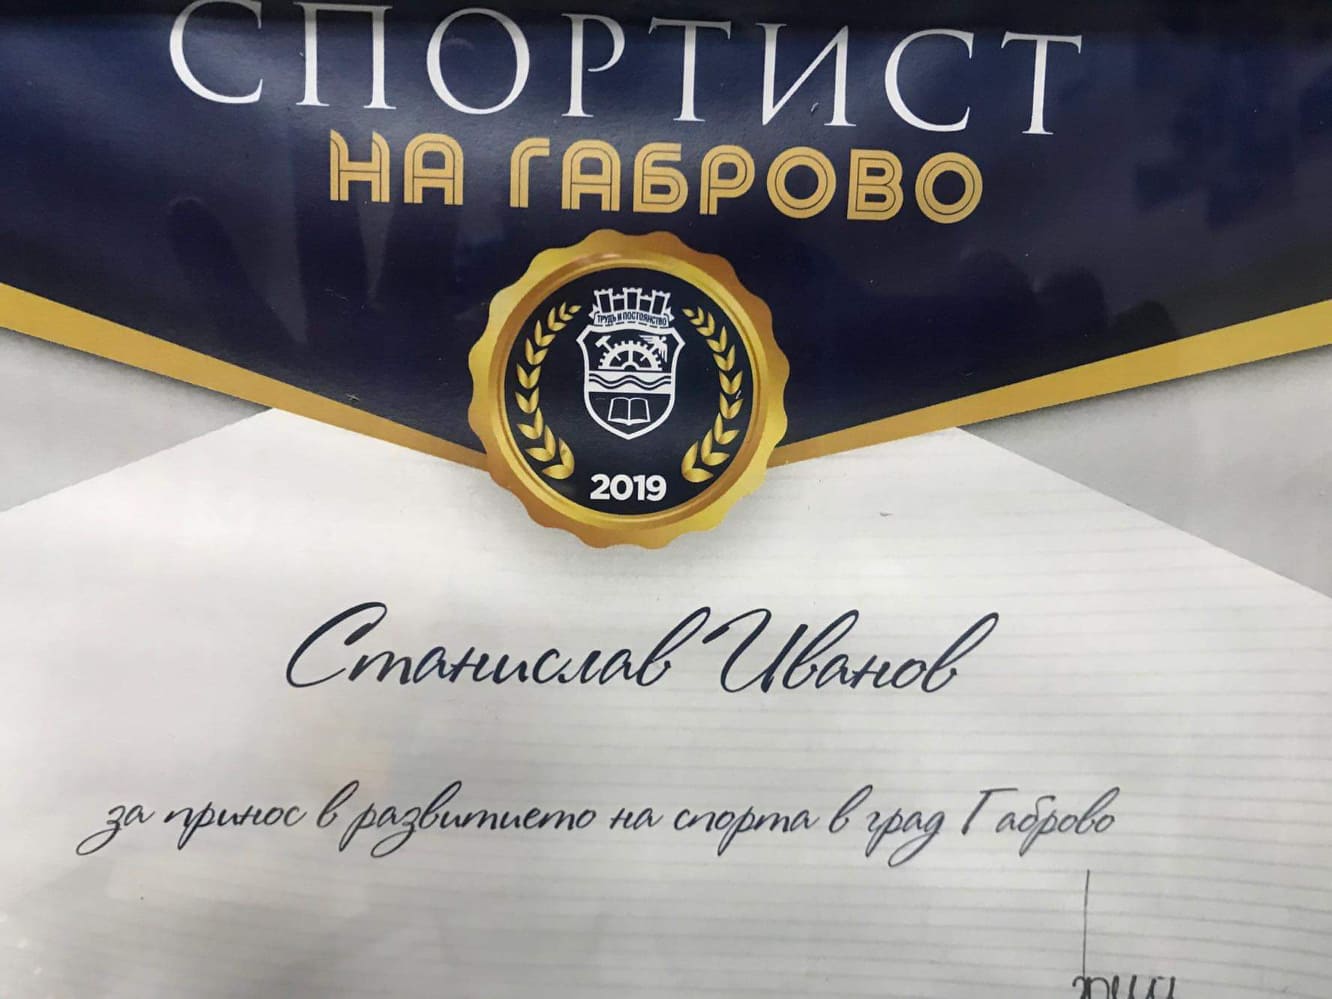 СПОРТИСТ
НА ГАБРОВО
ТРУДЪ И ПОСТОЯНСТВО
2019
Станислав Иванов
за принос в развитието на спорта в град Габрово